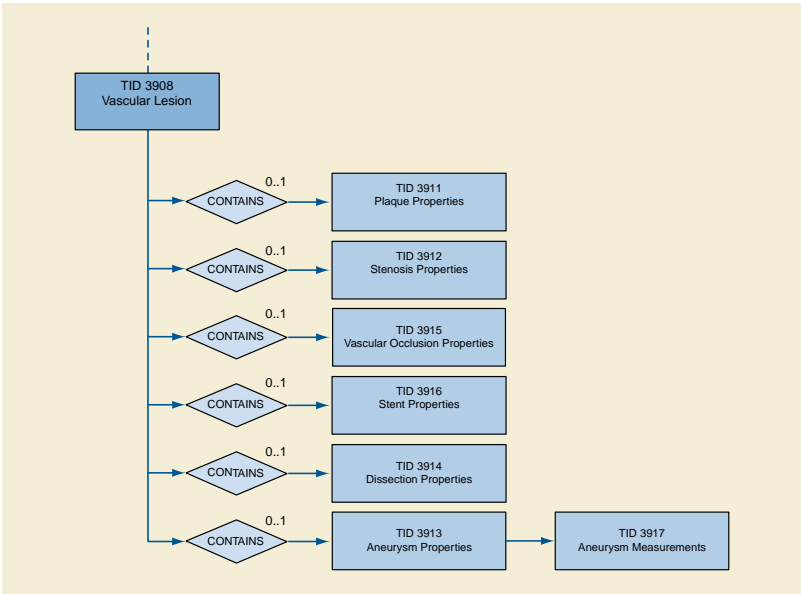 TID 3908
Vascular Lesion
0..1
CONTAINS
TID 3911
Plaque Properties
0..1
CONTAINS
TID 3912
Stenosis Properties
0..1
CONTAINS
TID 3915
Vascular Occlusion Properties
0..1
CONTAINS
TID 3916
Stent Properties
0..1
CONTAINS
TID 3914
Dissection Properties
0..1
CONTAINS
TID 3913
Aneurysm Properties
TID 3917
Aneurysm Measurements